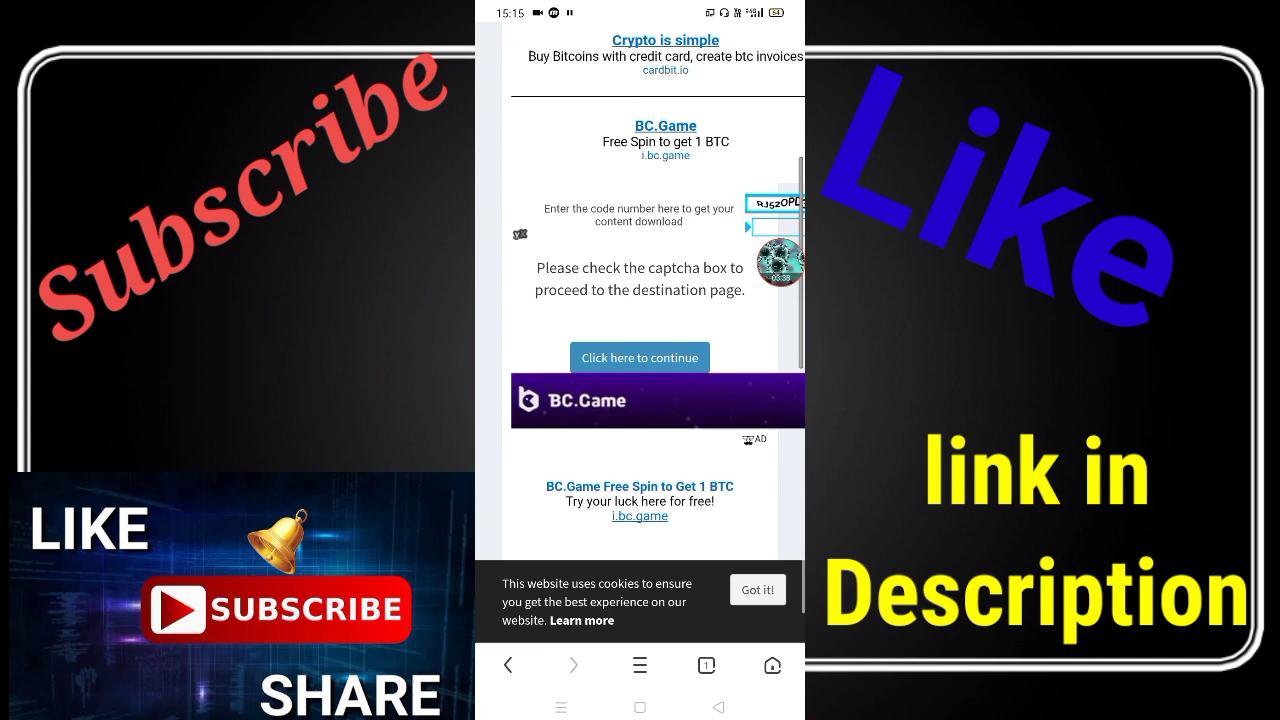 Subscribe
LIKE
SUBSCRIBE
SHARE
15:15
64
Crypto is simple
Buy Bitcoins with credit card, create btc invoices
cardbit.io
BC.Game
Free Spin to get 1 BTC
i.bc.game
Enter the code number here to get your
content download
Please check the captcha box to
proceed to the destination page.
03:38
Click here to continue
BC.Game
AD
BC.Game Free Spin to Get 1 BTC
Try your luck here for free!
i.bc.game
This website uses cookies to ensure
you get the best experience on our
website. Learn more
Got it!
1
Like
link in
Description